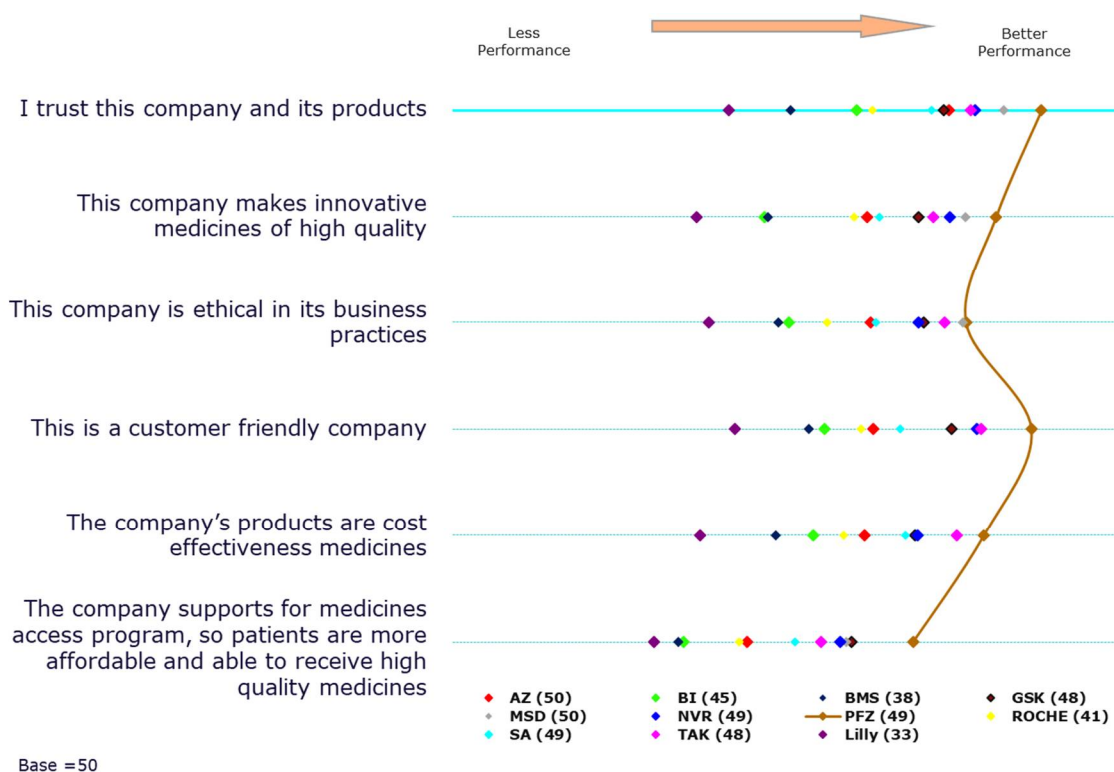 Less
Performance
Better
Performance
I trust this company and its products
This company makes innovative
medicines of high quality
This company is ethical in its business
practices
This is a customer friendly company
The company’s products are cost
effectiveness medicines
The company supports for medicines
access program, so patients are more
affordable and able to receive high
quality medicines
AZ (50)
BI (45)
BMS (38)
GSK (48)
MSD (50)
NVR (49)
PFZ (49)
ROCHE (41)
SA (49)
TAK (48)
Lilly (33)
Base =50